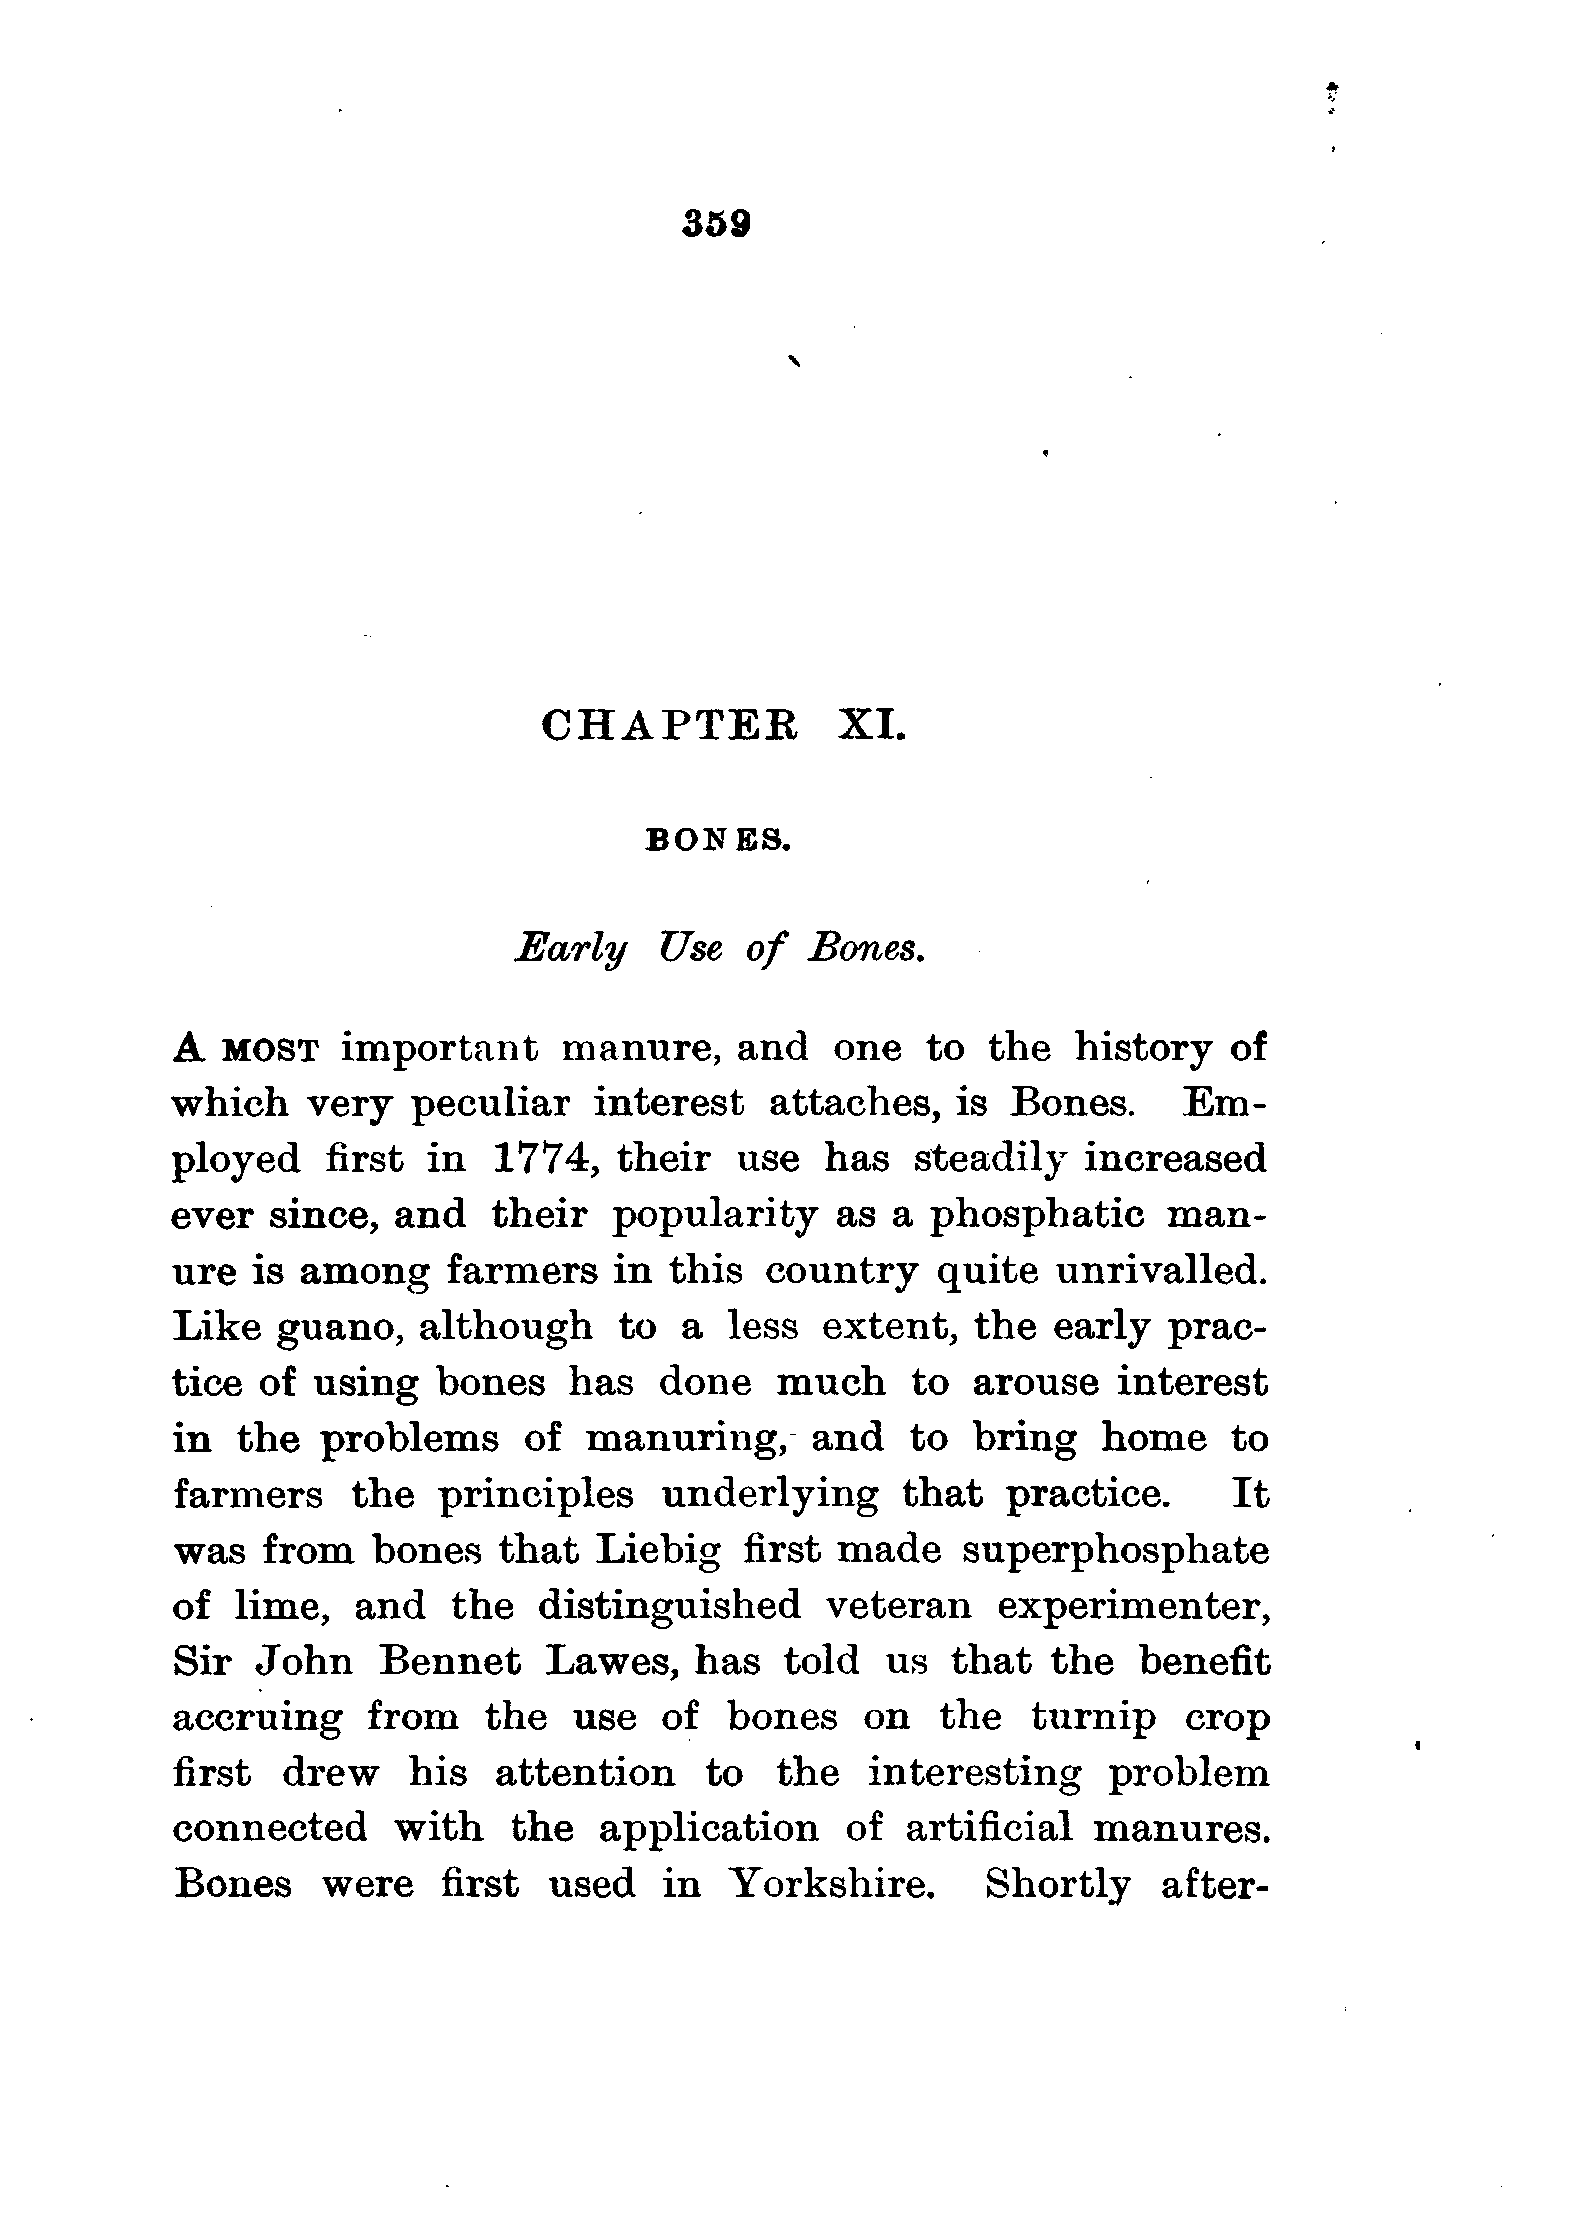 359
CHAPTER XI.
BONES.
Early Use of Bones.
A MOST important manure, and one to the history of
which very peculiar interest attaches, is Bones. Em-
ployed first in 1774, their use has steadily increased
ever since, and their popularity as a phosphatic man-
ure is among farmers in this country quite unrivalled.
Like guano, although to a less extent, the early prac-
tice of using bones has done much to arouse interest
in the problems of manuring, and to bring home to
farmers the principles underlying that practice. It
was from bones that Liebig first made superphosphate
of lime, and the distinguished veteran experimenter,
Sir John Bennet Lawes, has told us that the benefit
accruing from the use of bones on the turnip crop
first drew his attention to the interesting problem
connected with the application of artificial manures.
Bones were first used in Yorkshire. Shortly after-